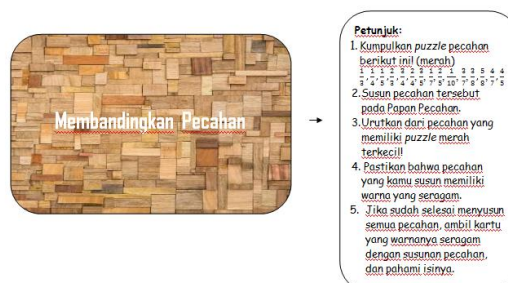 Membandingkan Pecahan
Petunjuk:
1. Kumpulkan puzzle pecahan
berikut ini! (merah)
2. Susun pecahan tersebut
pada Papan Pecahan.
3. Urutkan dari pecahan yang
memiliki puzzle merah
terkecil!
4. Pastikan bahwa pecahan
yang kamu susun memiliki
warna yang seragam.
5. Jika sudah selesai menyusun
semua pecahan, ambil kartu
yang warnanya seragam
dengan susunan pecahan,
dan pahami isinya.